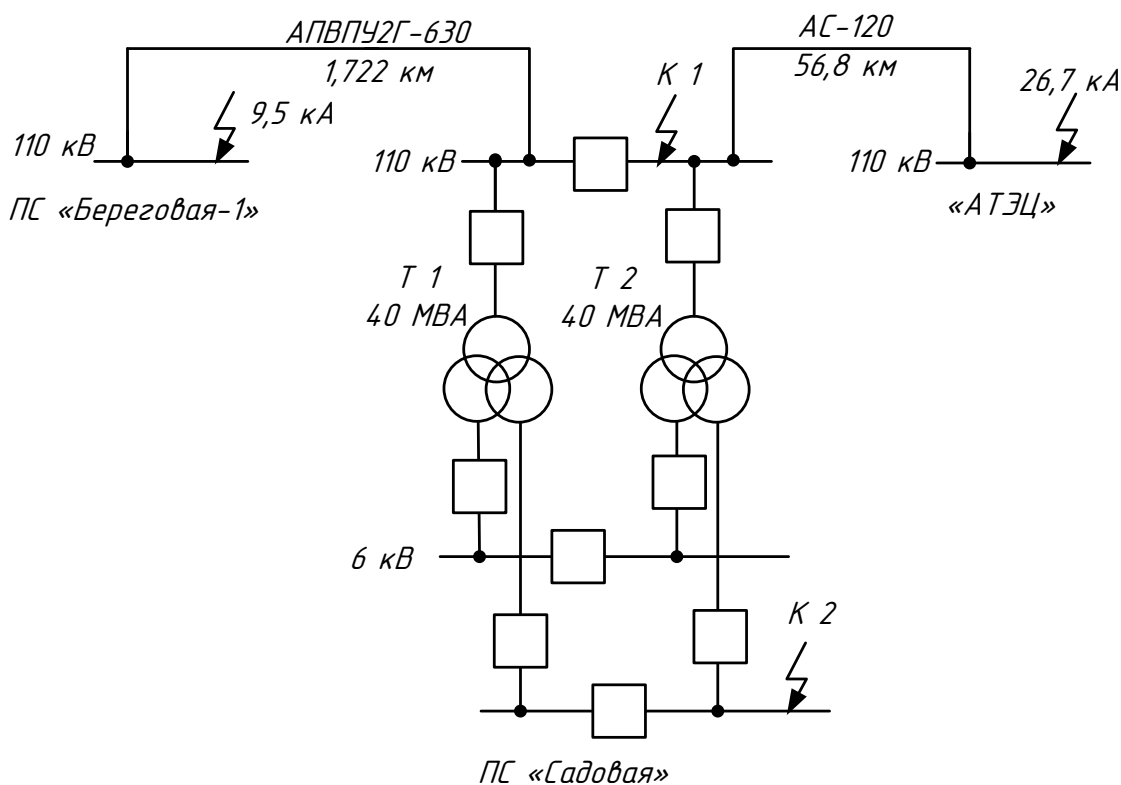 АПВПУ2Г-630
1,722 км
9,5 кА
110 кВ
ПС «Береговая-1»
К 1
110 кВ
АС-120
56,8 км
26,7 кА
110 кВ
«АТЭЦ»
Т 1
40 МВА
Т 2
40 МВА
6 кВ
К 2
ПС «Садовая»